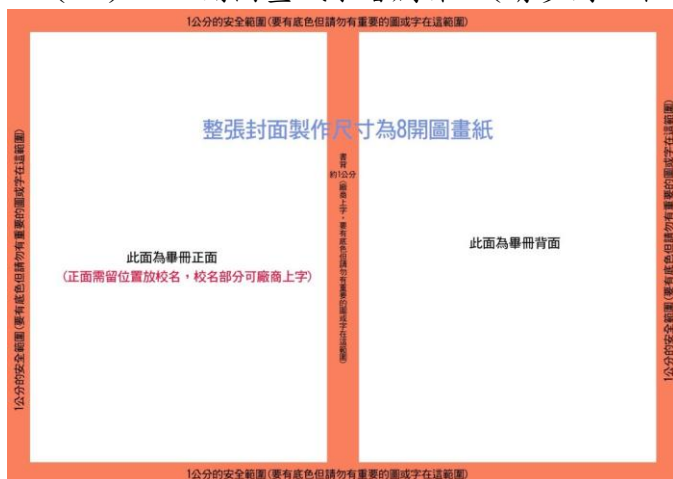 1公分的安全範圍(要有底色但請勿有重要的圖或字在這範圍)
整張封面製作尺寸為8開圖畫紙
1公分的安全範圍(要有底色但請勿有重要的圖或字在這範圍)
此面為畢冊正面
(正面需留位置放校名，校名部分可廠商上字)
書背
約1公分
(廠商上字，要有底色但請勿有重要的圖或字在這範圍)
此面為畢冊背面
1公分的安全範圍(要有底色但請勿有重要的圖或字在這範圍)
1公分的安全範圍(要有底色但請勿有重要的圖或字在這範圍)